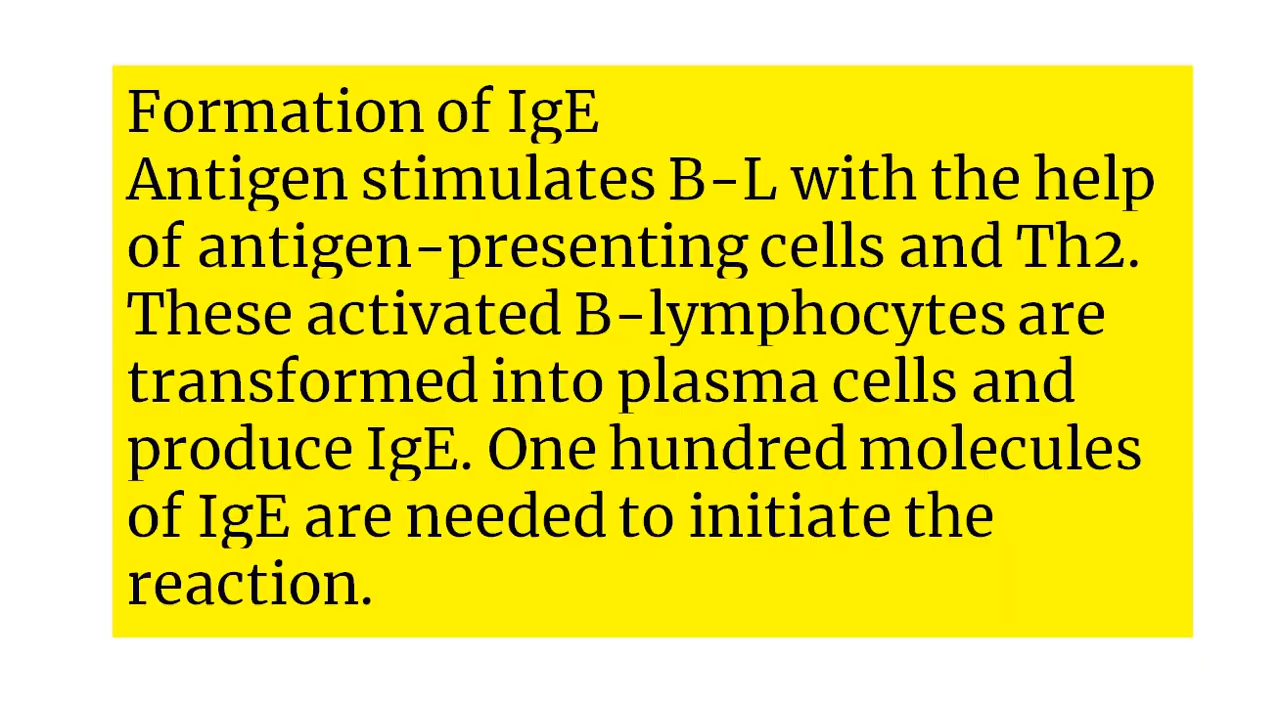 Formation of IgE
Antigen stimulates B-L with the help
of antigen-presenting cells and Th2.
These activated B-lymphocytes are
transformed into plasma cells and
produce IgE. One hundred molecules
of IgE are needed to initiate the
reaction.